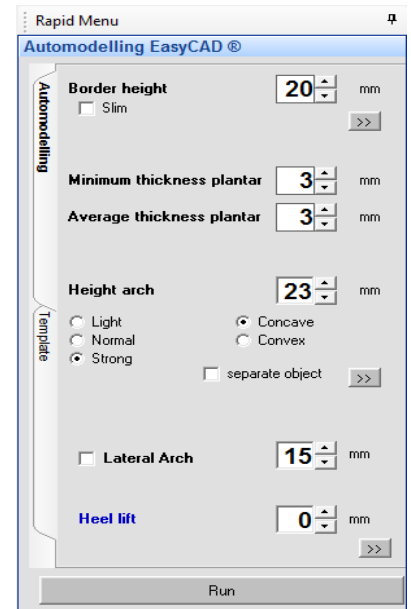 Rapid Menu
Automodelling EasyCAD ®
Automodelling
Template
Border height 20 mm
Slim
>>
Minimum thickness plantar 3 mm
Average thickness plantar 3 mm
Height arch 23 mm
Light Concave
Normal Convex
Strong
separate object >>
Lateral Arch 15 mm
Heel lift 0 mm
>>
Run